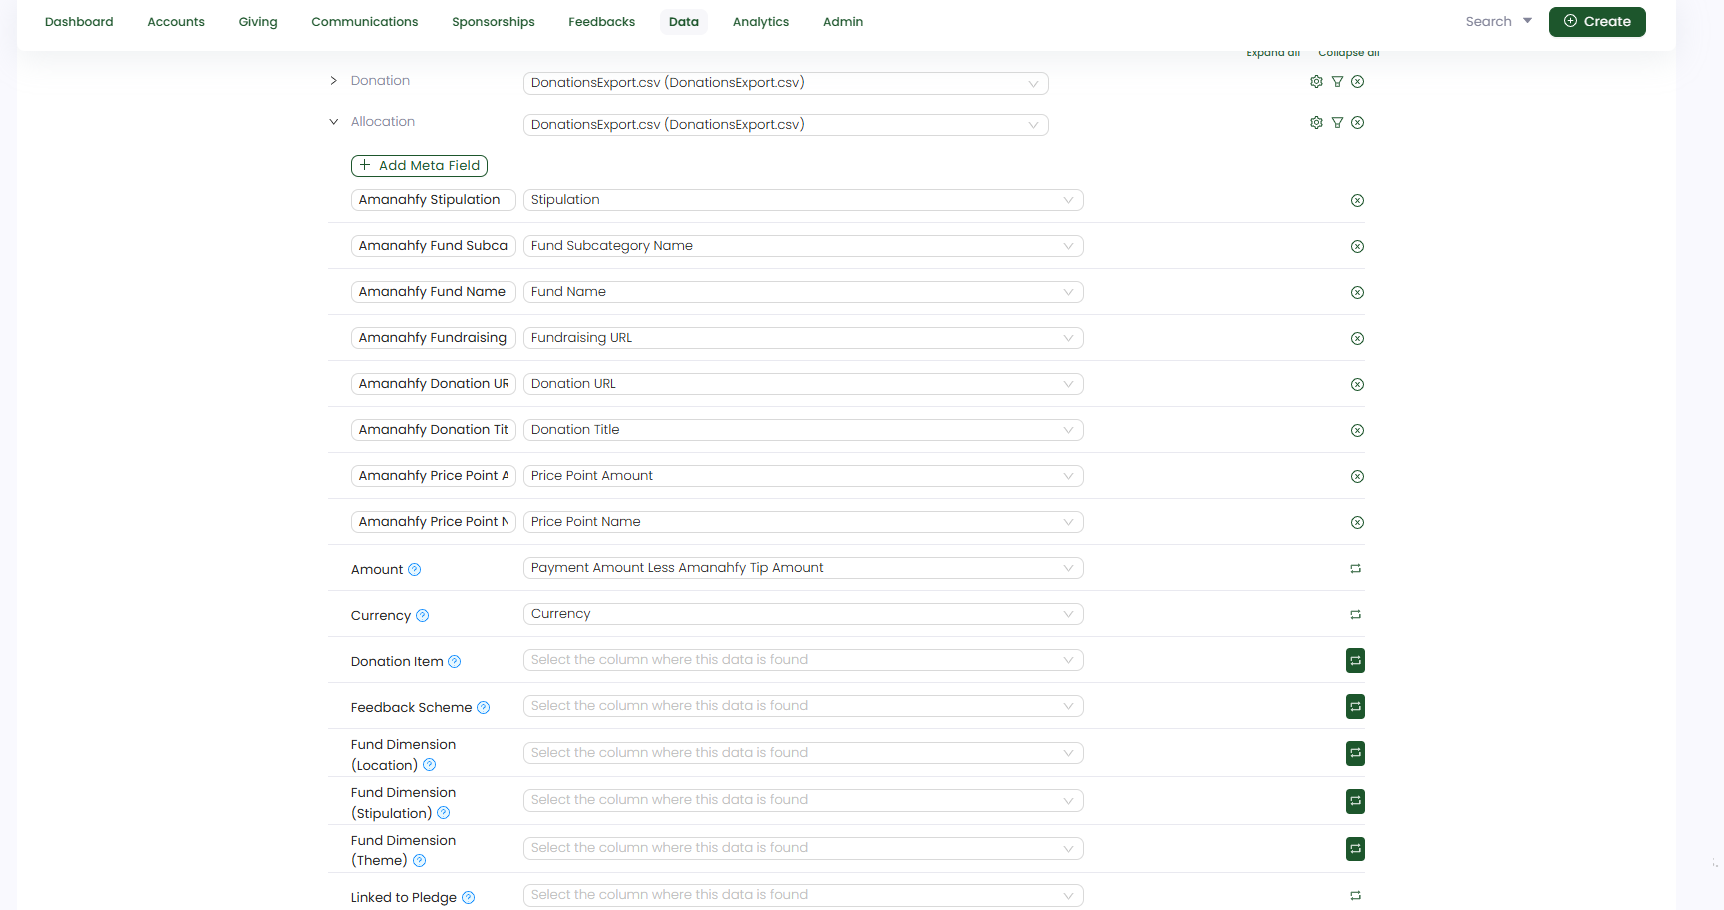 Dashboard Accounts Giving Communications Sponsorships Feedbacks Data Analytics Admin Search Create
Expand all Collapse all
Donation DonationsExport.csv (DonationsExport.csv)
Allocation DonationsExport.csv (DonationsExport.csv)
Add Meta Field
Amanahfy Stipulation Stipulation
Amanahfy Fund Subca Fund Subcategory Name
Amanahfy Fund Name Fund Name
Amanahfy Fundraising Fundraising URL
Amanahfy Donation UR Donation URL
Amanahfy Donation Tit Donation Title
Amanahfy Price Point A Price Point Amount
Amanahfy Price Point N Price Point Name
Amount Payment Amount Less Amanahfy Tip Amount
Currency Currency
Donation Item Select the column where this data is found
Feedback Scheme Select the column where this data is found
Fund Dimension
(Location) Select the column where this data is found
Fund Dimension
(Stipulation) Select the column where this data is found
Fund Dimension
(Theme) Select the column where this data is found
Linked to Pledge Select the column where this data is found